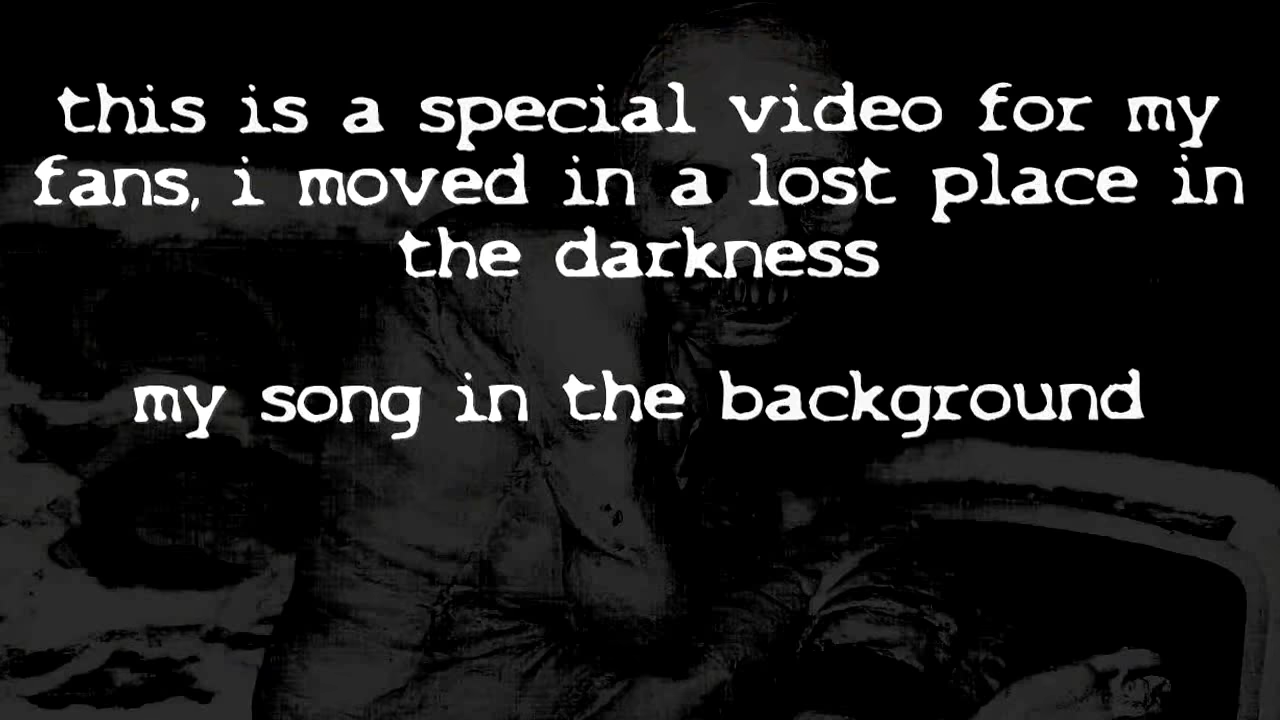 this is a special video for my
fans, i moved in a lost place in
the darkness
my song in the background